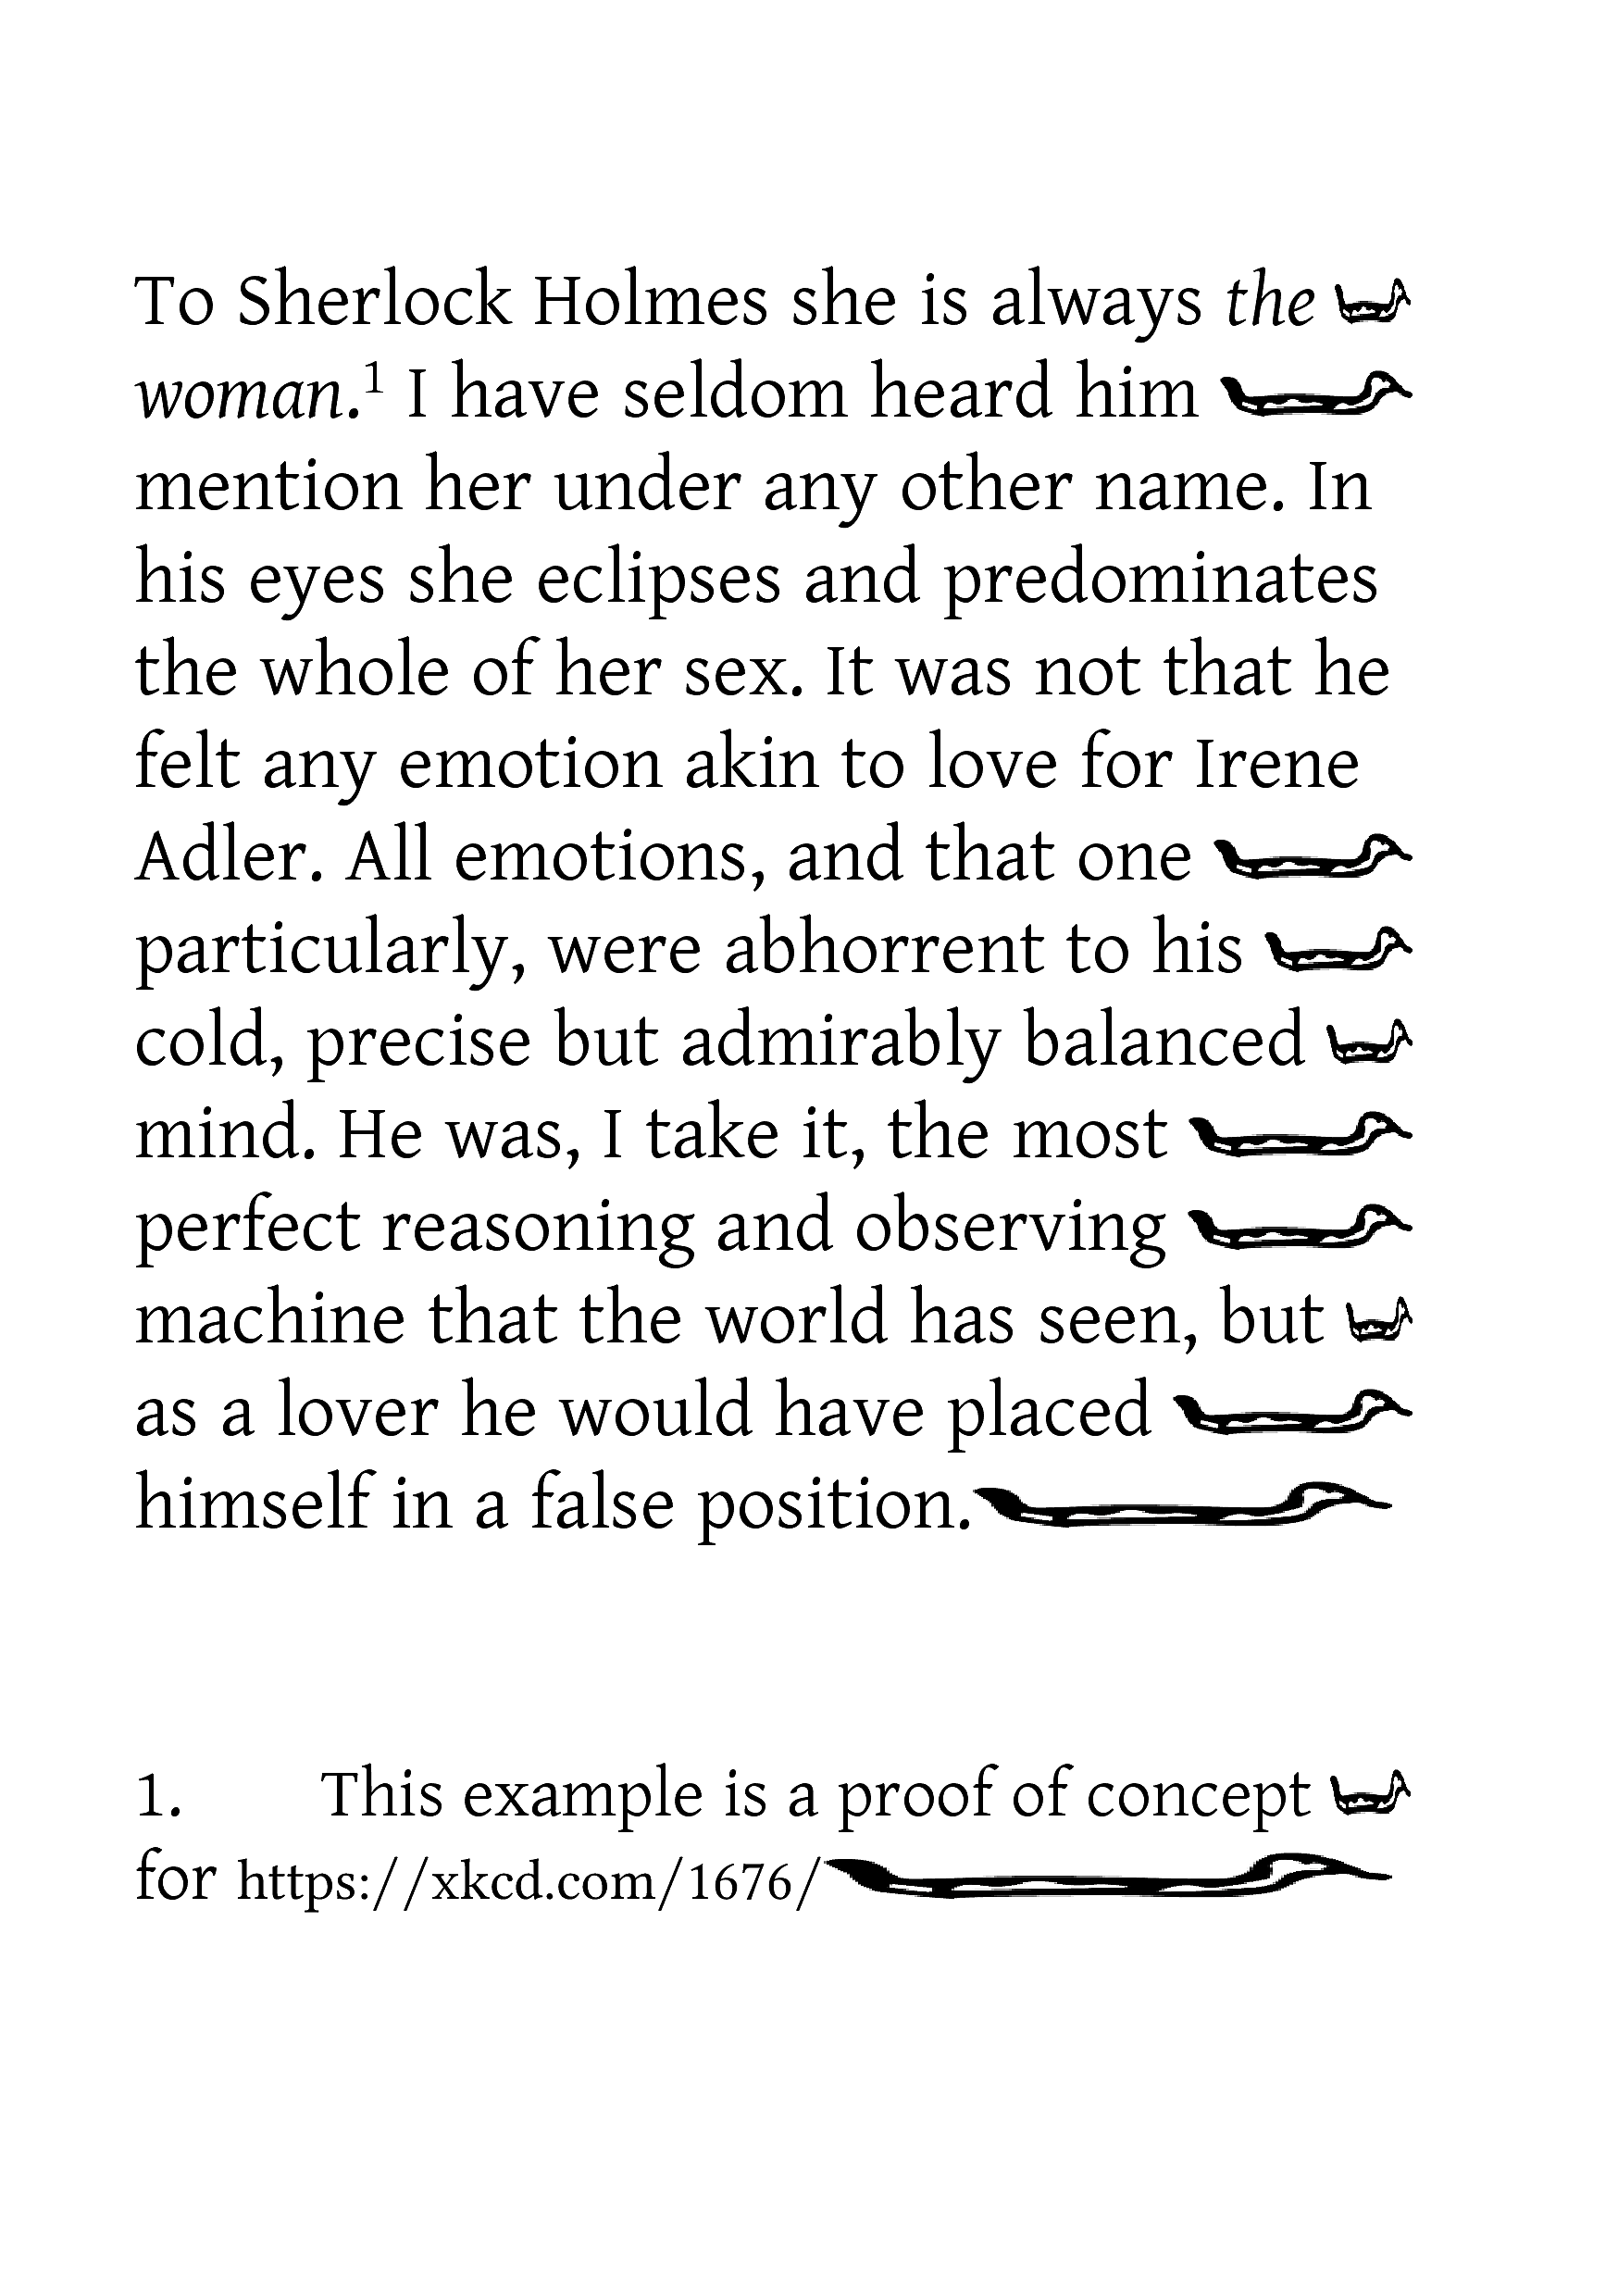 To Sherlock Holmes she is always the
woman.¹ I have seldom heard him
mention her under any other name. In
his eyes she eclipses and predominates
the whole of her sex. It was not that he
felt any emotion akin to love for Irene
Adler. All emotions, and that one
particularly, were abhorrent to his
cold, precise but admirably balanced
mind. He was, I take it, the most
perfect reasoning and observing
machine that the world has seen, but
as a lover he would have placed
himself in a false position.
1. This example is a proof of concept
for https://xkcd.com/1676/